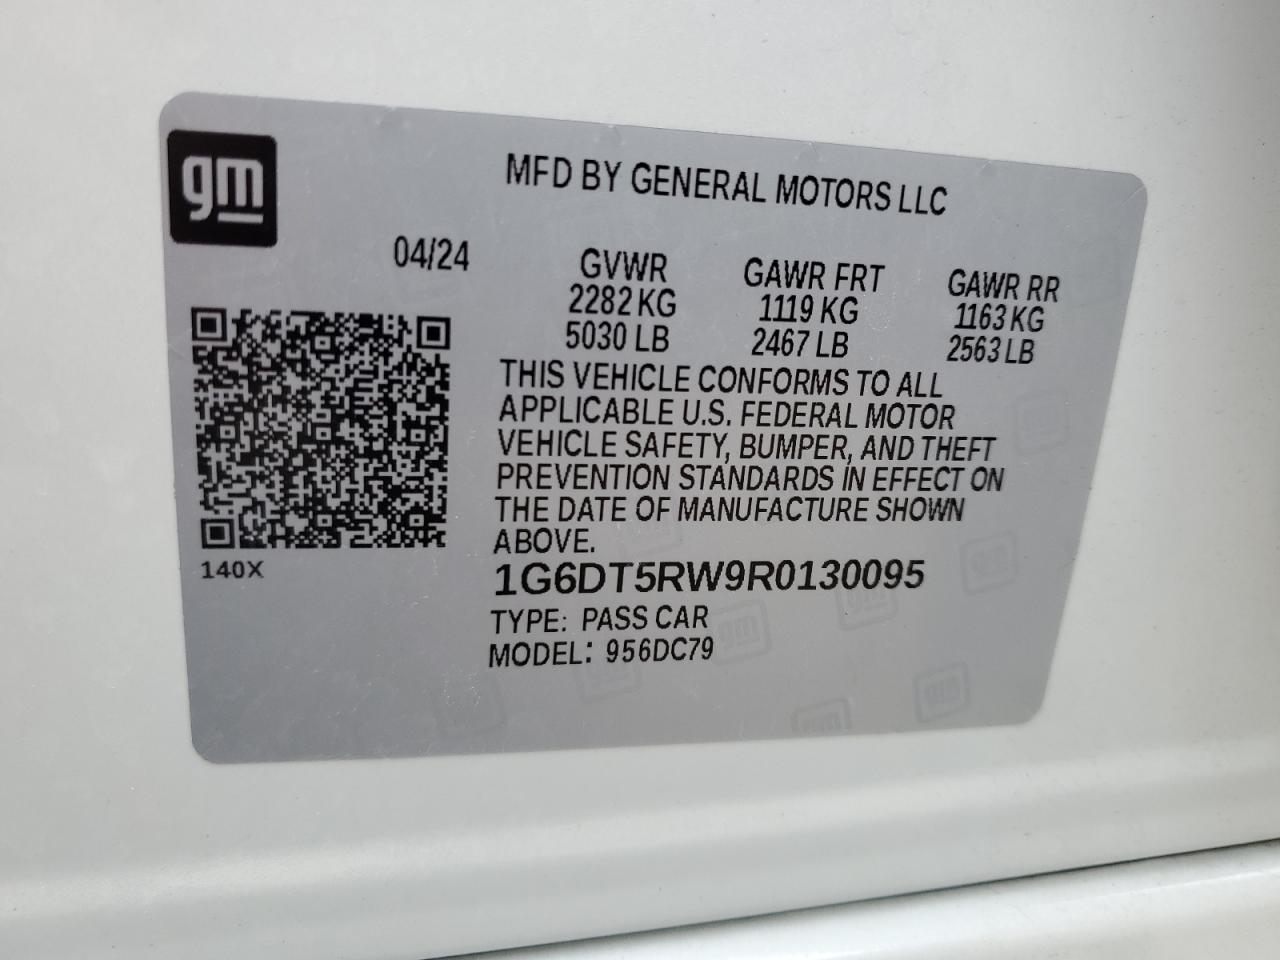 gm
MFD BY GENERAL MOTORS LLC
04/24 GVWR GAWR FRT GAWR RR
2282 KG 1119 KG 1163 KG
5030 LB 2467 LB 2563 LB
THIS VEHICLE CONFORMS TO ALL
APPLICABLE U.S. FEDERAL MOTOR
VEHICLE SAFETY, BUMPER, AND THEFT
PREVENTION STANDARDS IN EFFECT ON
THE DATE OF MANUFACTURE SHOWN
ABOVE.
140X
1G6DT5RW9R0130095
TYPE: PASS CAR
MODEL: 956DC79